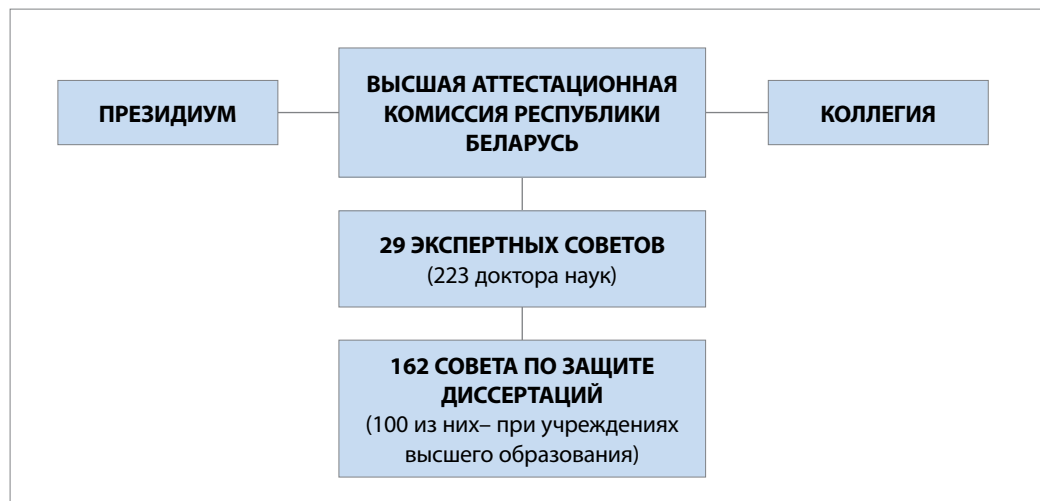 ПРЕЗИДИУМ
ВЫСШАЯ АТТЕСТАЦИОННАЯ
КОМИССИЯ РЕСПУБЛИКИ
БЕЛАРУСЬ
КОЛЛЕГИЯ
29 ЭКСПЕРТНЫХ СОВЕТОВ
(223 доктора наук)
162 СОВЕТА ПО ЗАЩИТЕ
ДИССЕРТАЦИЙ
(100 из них– при учреждениях
высшего образования)